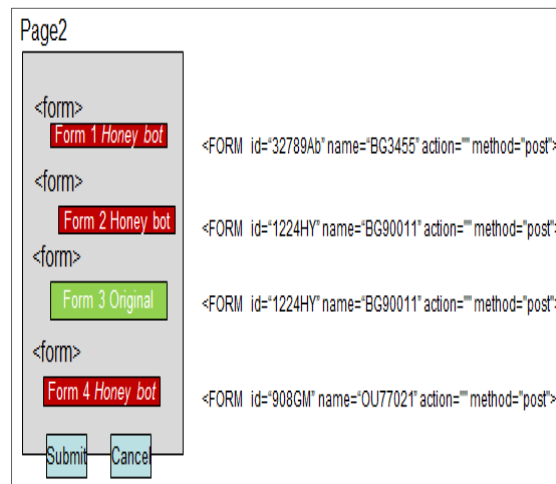 Page2
<form>
Form 1 Honey bot
<FORM id="32789Ab" name="BG3455" action="" method="post">
Form 2 Honey bot
<FORM id="1224HY" name="BG90011" action="" method="post">
<form>
Form 3 Original
<FORM id="1224HY" name="BG90011" action="" method="post">
<form>
Form 4 Honey bot
<FORM id="908GM" name="OU77021" action="" method="post">
Submit Cancel